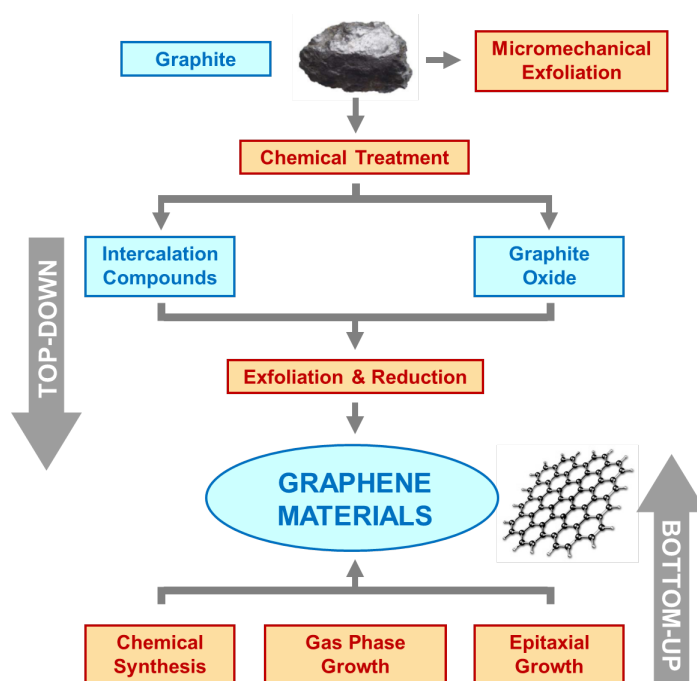 Graphite
Micromechanical
Exfoliation
Chemical Treatment
Intercalation
Compounds
Graphite
Oxide
TOP-DOWN
Exfoliation & Reduction
GRAPHENE
MATERIALS
BOTTOM-UP
Chemical
Synthesis
Gas Phase
Growth
Epitaxial
Growth